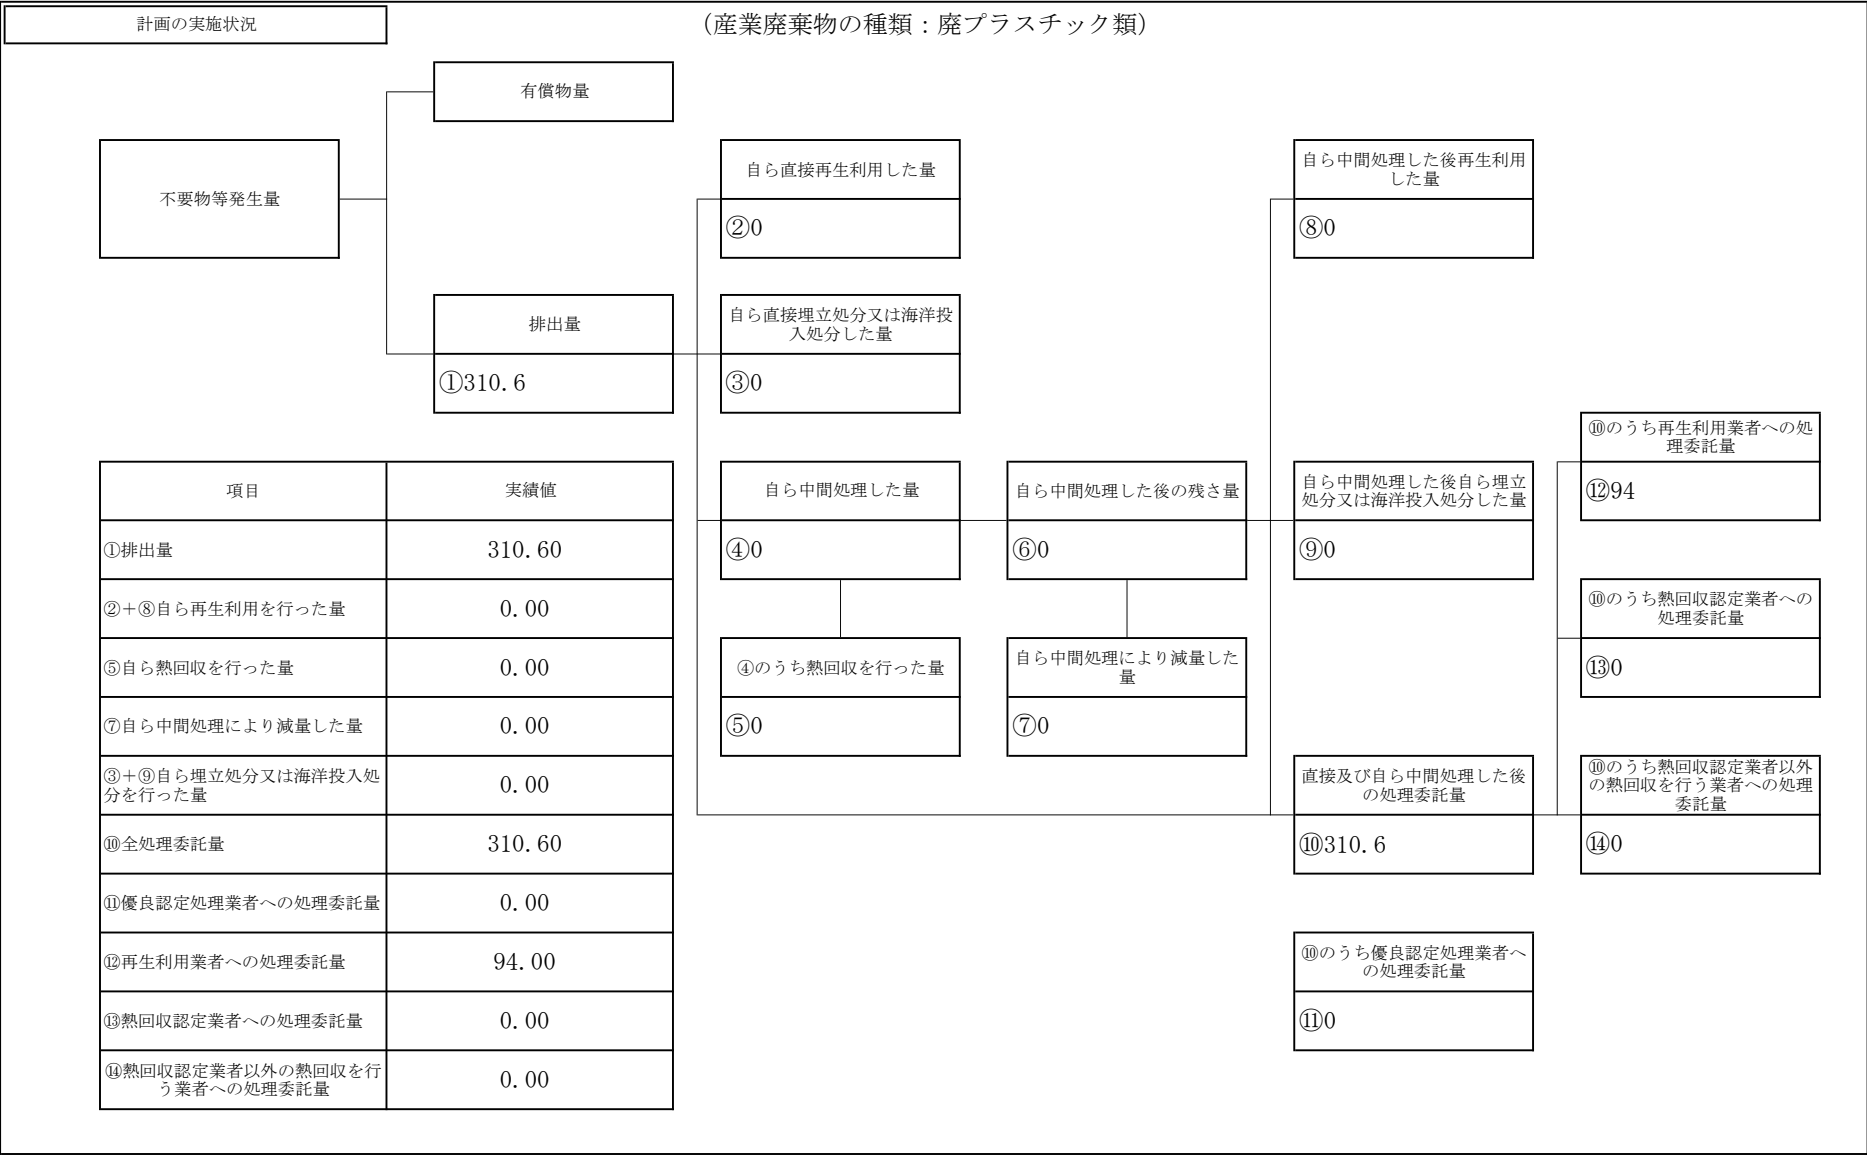 計画の実施状況
（産業廃棄物の種類：廃プラスチック類）
有償物量
不要物等発生量
排出量
①310.6
自ら直接再生利用した量
②0
自ら直接埋立処分又は海洋投
入処分した量
③0
自ら中間処理した量
④0
④のうち熱回収を行った量
⑤0
自ら中間処理した後の残さ量
⑥0
自ら中間処理により減量した
量
⑦0
自ら中間処理した後再生利用
した量
⑧0
自ら中間処理した後自ら埋立
処分又は海洋投入処分した量
⑨0
直接及び自ら中間処理した後
の処理委託量
⑩310.6
⑩のうち優良認定処理業者へ
の処理委託量
⑪0
⑩のうち再生利用業者への処
理委託量
⑫94
⑩のうち熱回収認定業者への
処理委託量
⑬0
⑩のうち熱回収認定業者以外
の熱回収を行う業者への処理
委託量
⑭0
項目 実績値
①排出量 310.60
②＋⑧自ら再生利用を行った量 0.00
⑤自ら熱回収を行った量 0.00
⑦自ら中間処理により減量した量 0.00
③＋⑨自ら埋立処分又は海洋投入処
分を行った量 0.00
⑩全処理委託量 310.60
⑪優良認定処理業者への処理委託量 0.00
⑫再生利用業者への処理委託量 94.00
⑬熱回収認定業者への処理委託量 0.00
⑭熱回収認定業者以外の熱回収を行
う業者への処理委託量 0.00